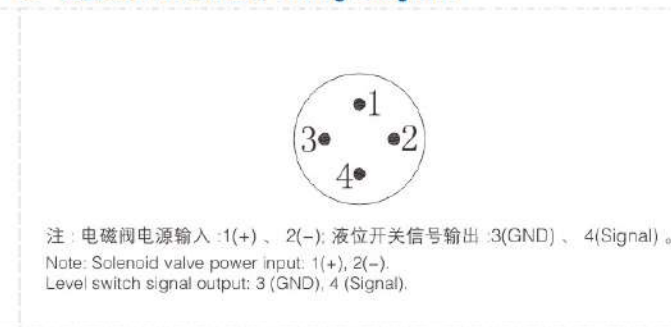 1
3 2
4
注 : 电磁阀电源输入 :1(+) 、 2(−); 液位开关信号输出 :3(GND) 、 4(Signal) 。
Note: Solenoid valve power input: 1(+), 2(−).
Level switch signal output: 3 (GND), 4 (Signal).